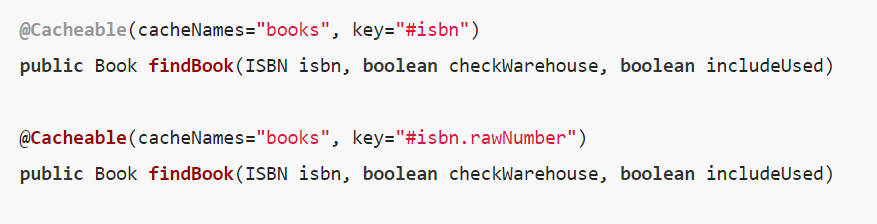 @Cacheable(cacheNames="books", key="#isbn")
public Book findBook(ISBN isbn, boolean checkWarehouse, boolean includeUsed)
@Cacheable(cacheNames="books", key="#isbn.rawNumber")
public Book findBook(ISBN isbn, boolean checkWarehouse, boolean includeUsed)